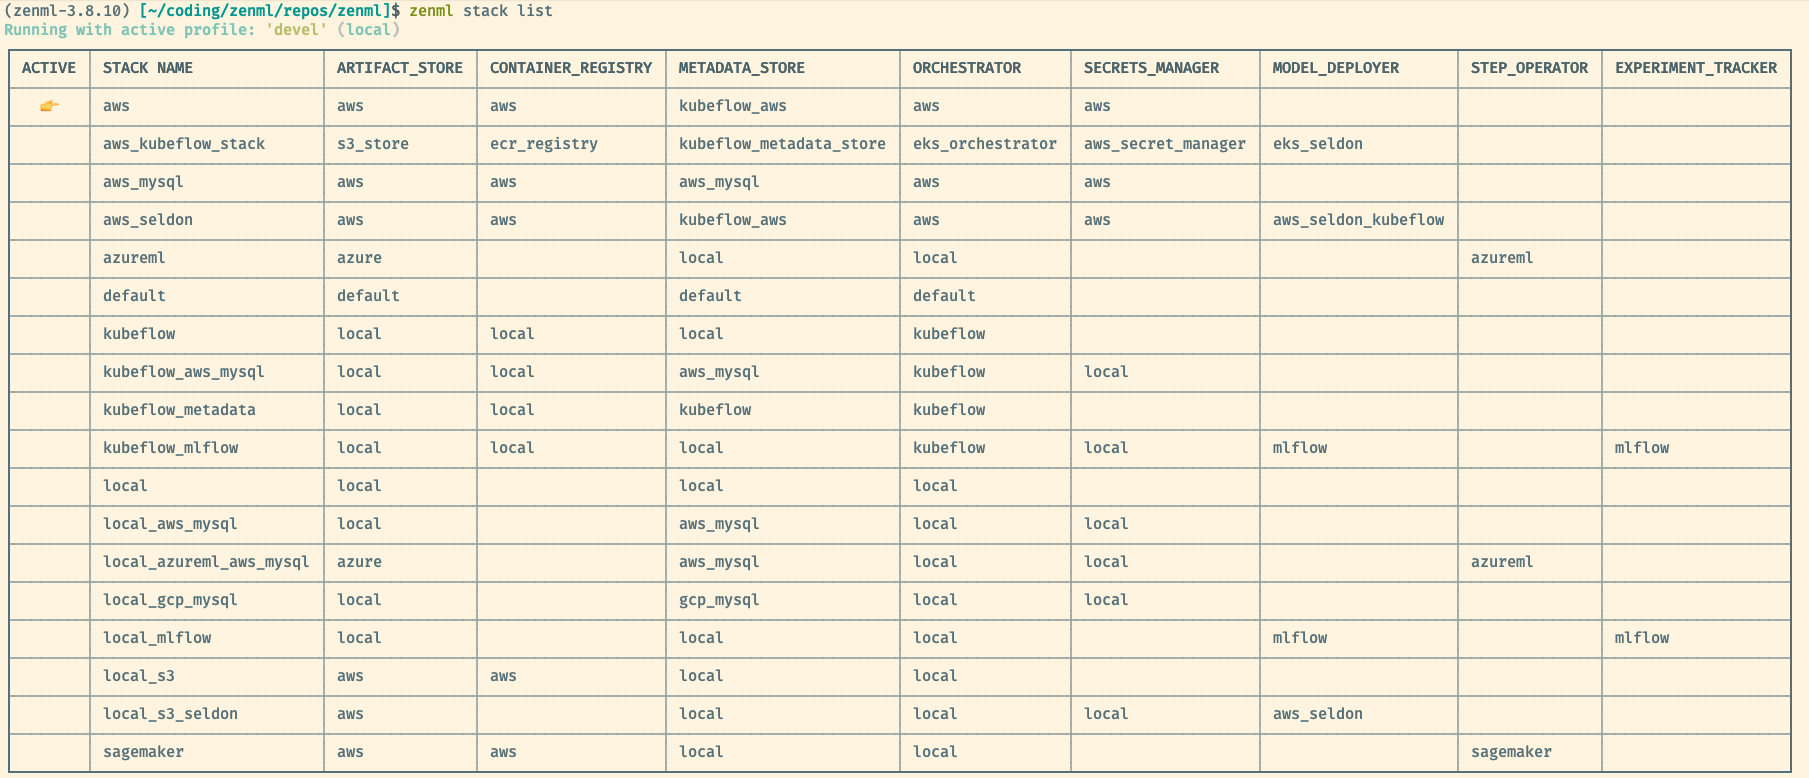 (zenml-3.8.10) [~/coding/zenml/repos/zenml]$ zenml stack list
Running with active profile: 'devel' (local)
ACTIVE STACK NAME ARTIFACT_STORE CONTAINER_REGISTRY METADATA_STORE ORCHESTRATOR SECRETS_MANAGER MODEL_DEPLOYER STEP_OPERATOR EXPERIMENT_TRACKER
👉 aws aws aws kubeflow_aws aws aws
aws_kubeflow_stack s3_store ecr_registry kubeflow_metadata_store eks_orchestrator aws_secret_manager eks_seldon
aws_mysql aws aws aws_mysql aws aws
aws_seldon aws aws kubeflow_aws aws aws aws_seldon_kubeflow
azureml azure local local azureml
default default default default
kubeflow local local local kubeflow
kubeflow_aws_mysql local local aws_mysql kubeflow local
kubeflow_metadata local local kubeflow kubeflow
kubeflow_mlflow local local local kubeflow local mlflow mlflow
local local local local
local_aws_mysql local aws_mysql local local
local_azureml_aws_mysql azure aws_mysql local local azureml
local_gcp_mysql local gcp_mysql local local
local_mlflow local local local mlflow mlflow
local_s3 aws aws local local
local_s3_seldon aws local local local aws_seldon
sagemaker aws aws local local sagemaker